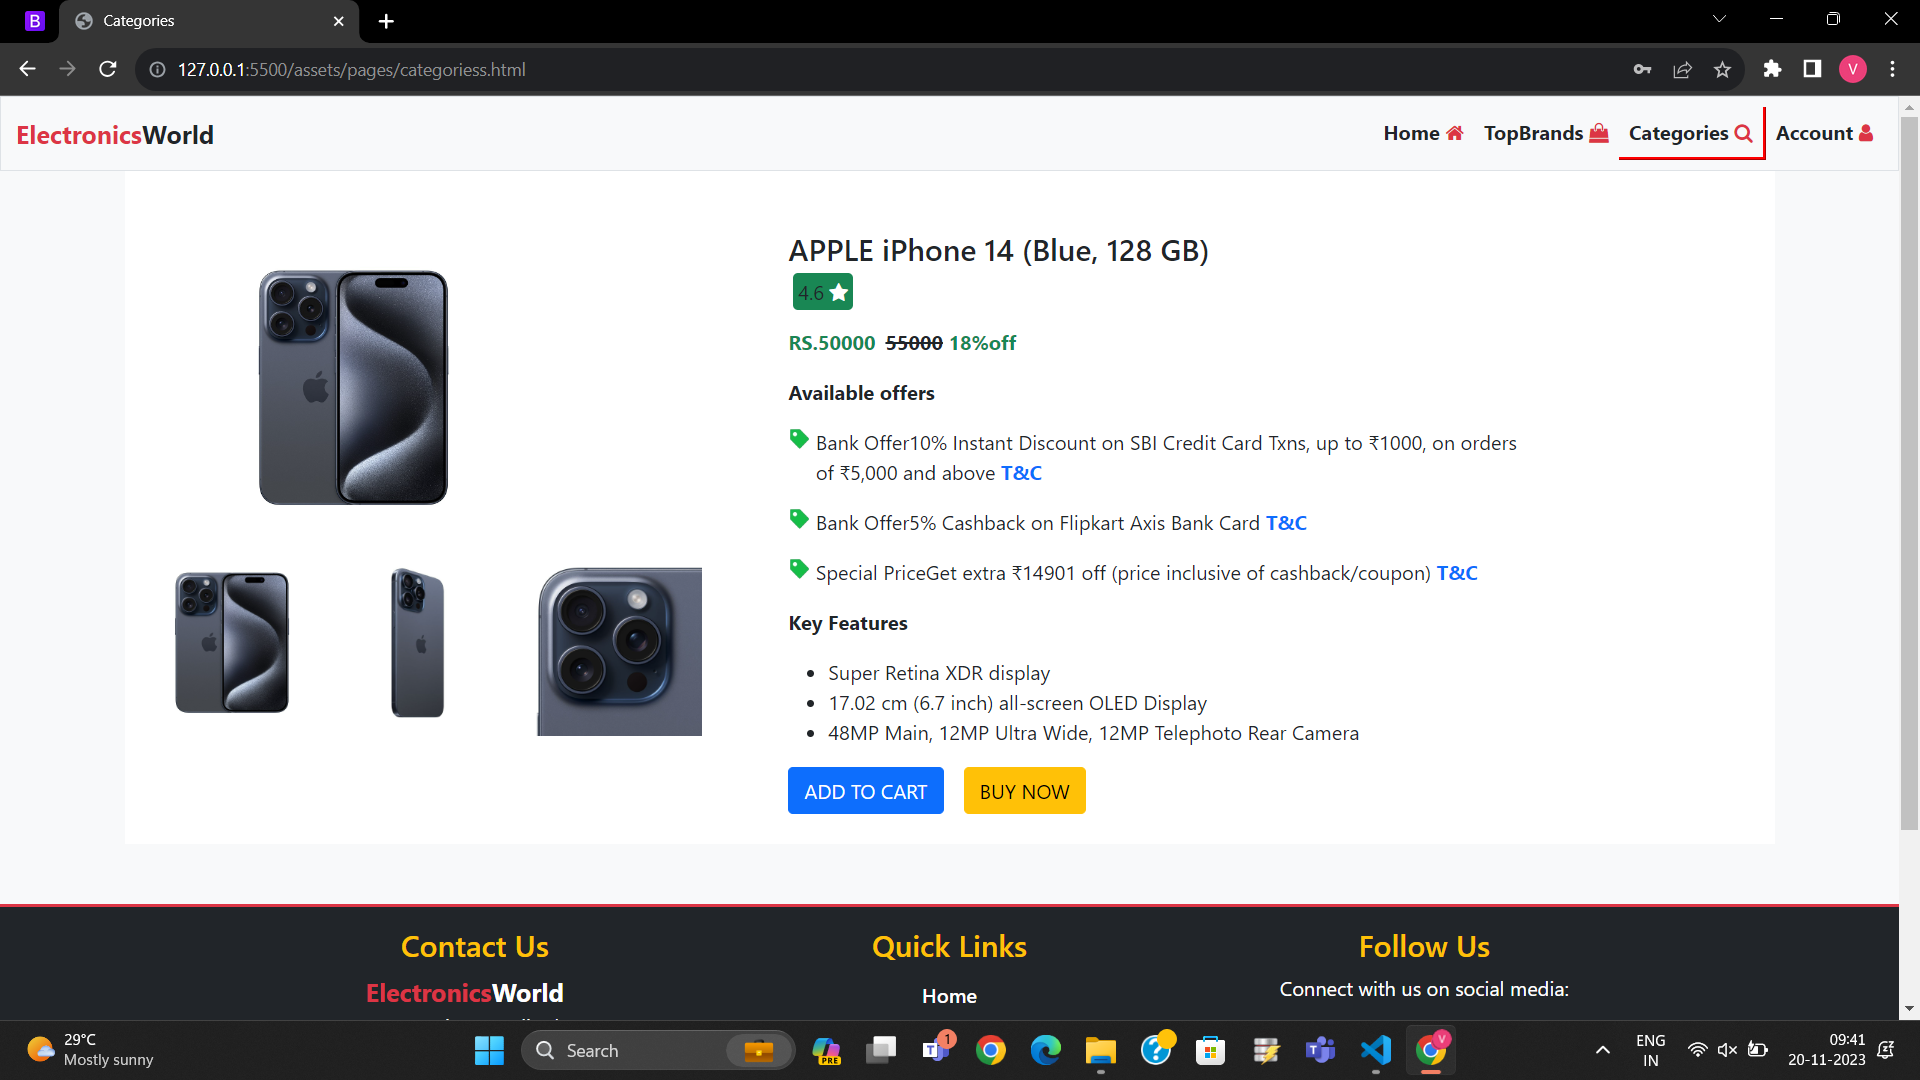 B
Categories
127.0.0.1:5500/assets/pages/categoriess.html
V
ElectronicsWorld
Home
TopBrands
Categories
Account
APPLE iPhone 14 (Blue, 128 GB)
4.6
RS.50000 55000 18%off
Available offers
Bank Offer10% Instant Discount on SBI Credit Card Txns, up to ₹1000, on orders
of ₹5,000 and above T&C
Bank Offer5% Cashback on Flipkart Axis Bank Card T&C
Special PriceGet extra ₹14901 off (price inclusive of cashback/coupon) T&C
Key Features
Super Retina XDR display
17.02 cm (6.7 inch) all-screen OLED Display
48MP Main, 12MP Ultra Wide, 12MP Telephoto Rear Camera
ADD TO CART
BUY NOW
Contact Us
ElectronicsWorld
Quick Links
Home
Follow Us
Connect with us on social media:
29°C
Mostly sunny
Search
PRE
1
V
ENG
IN
09:41
20-11-2023